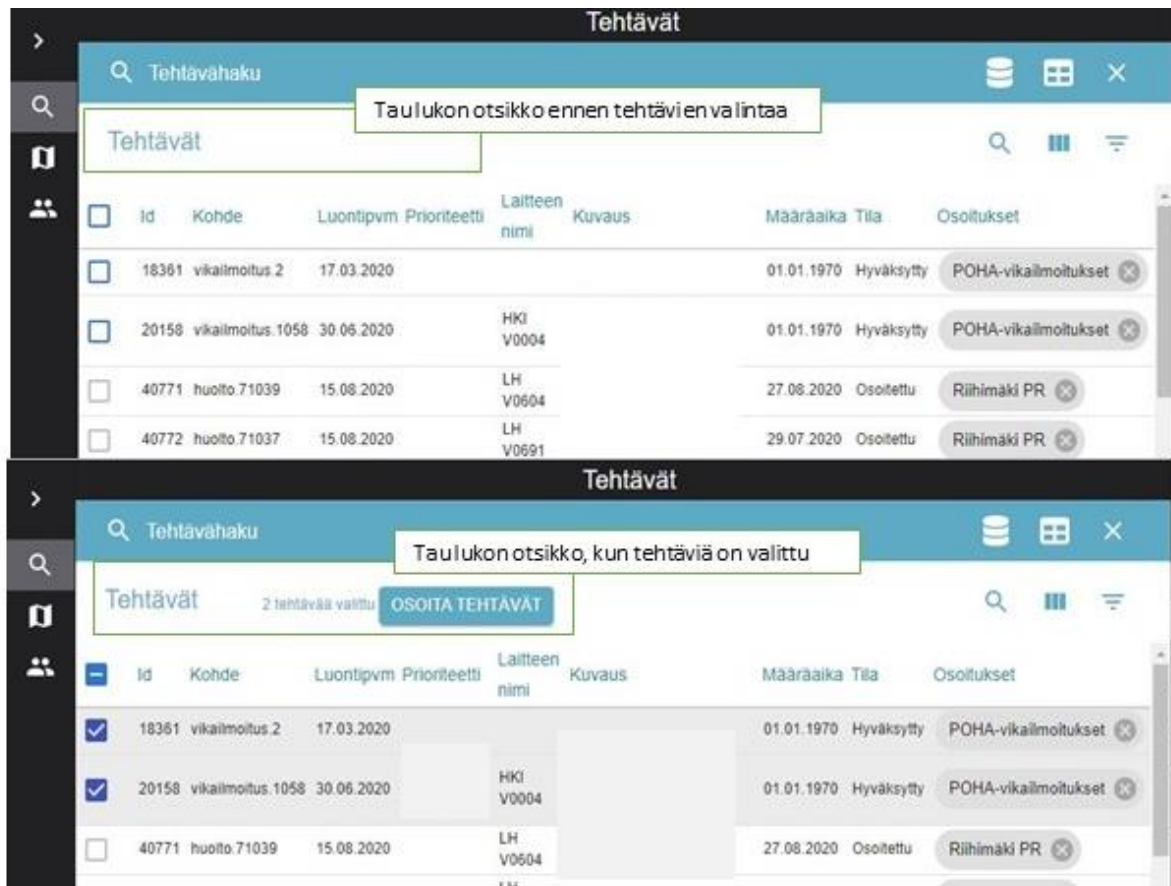 Tehtävät
Tehtävähaku
Taulukon otsikko ennen tehtävien valintaa
Tehtävät
Id Kohde Luontipvm Prioriteetti Laitteen nimi Kuvaus Määräaika Tila Osoitukset
18361 vikailmoitus.2 17.03.2020 01.01.1970 Hyväksytty POHA-vikailmoitukset
20158 vikailmoitus.1058 30.06.2020 HKI V0004 01.01.1970 Hyväksytty POHA-vikailmoitukset
40771 huolto.71039 15.08.2020 LH V0604 27.08.2020 Osoitettu Riihimäki PR
40772 huolto.71037 15.08.2020 LH V0691 29.07.2020 Osoitettu Riihimäki PR
Tehtävät
Tehtävähaku
Taulukon otsikko, kun tehtäviä on valittu
Tehtävät 2 tehtävää valittu OSOITA TEHTÄVÄT
Id Kohde Luontipvm Prioriteetti Laitteen nimi Kuvaus Määräaika Tila Osoitukset
18361 vikailmoitus.2 17.03.2020 01.01.1970 Hyväksytty POHA-vikailmoitukset
20158 vikailmoitus.1058 30.06.2020 HKI V0004 01.01.1970 Hyväksytty POHA-vikailmoitukset
40771 huolto.71039 15.08.2020 LH V0604 27.08.2020 Osoitettu Riihimäki PR